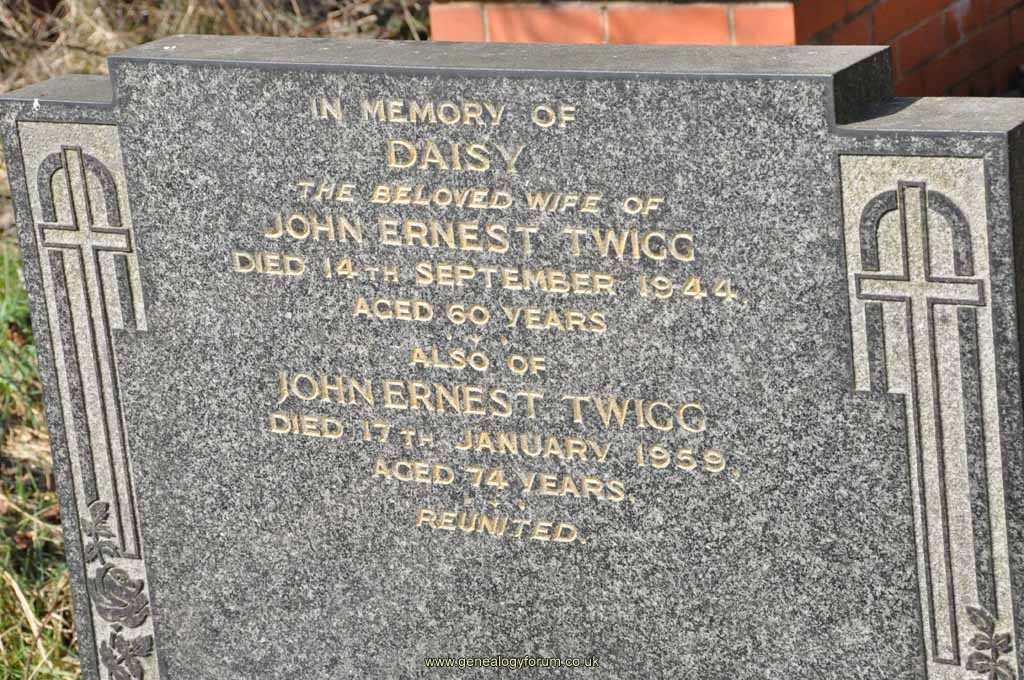 IN MEMORY OF
DAISY
THE BELOVED WIFE OF
JOHN ERNEST TWIGG
DIED 14TH SEPTEMBER 1944,
AGED 60 YEARS
ALSO OF
JOHN ERNEST TWIGG
DIED 17TH JANUARY 1959,
AGED 74 YEARS.
REUNITED.
www.genealogyforum.co.uk